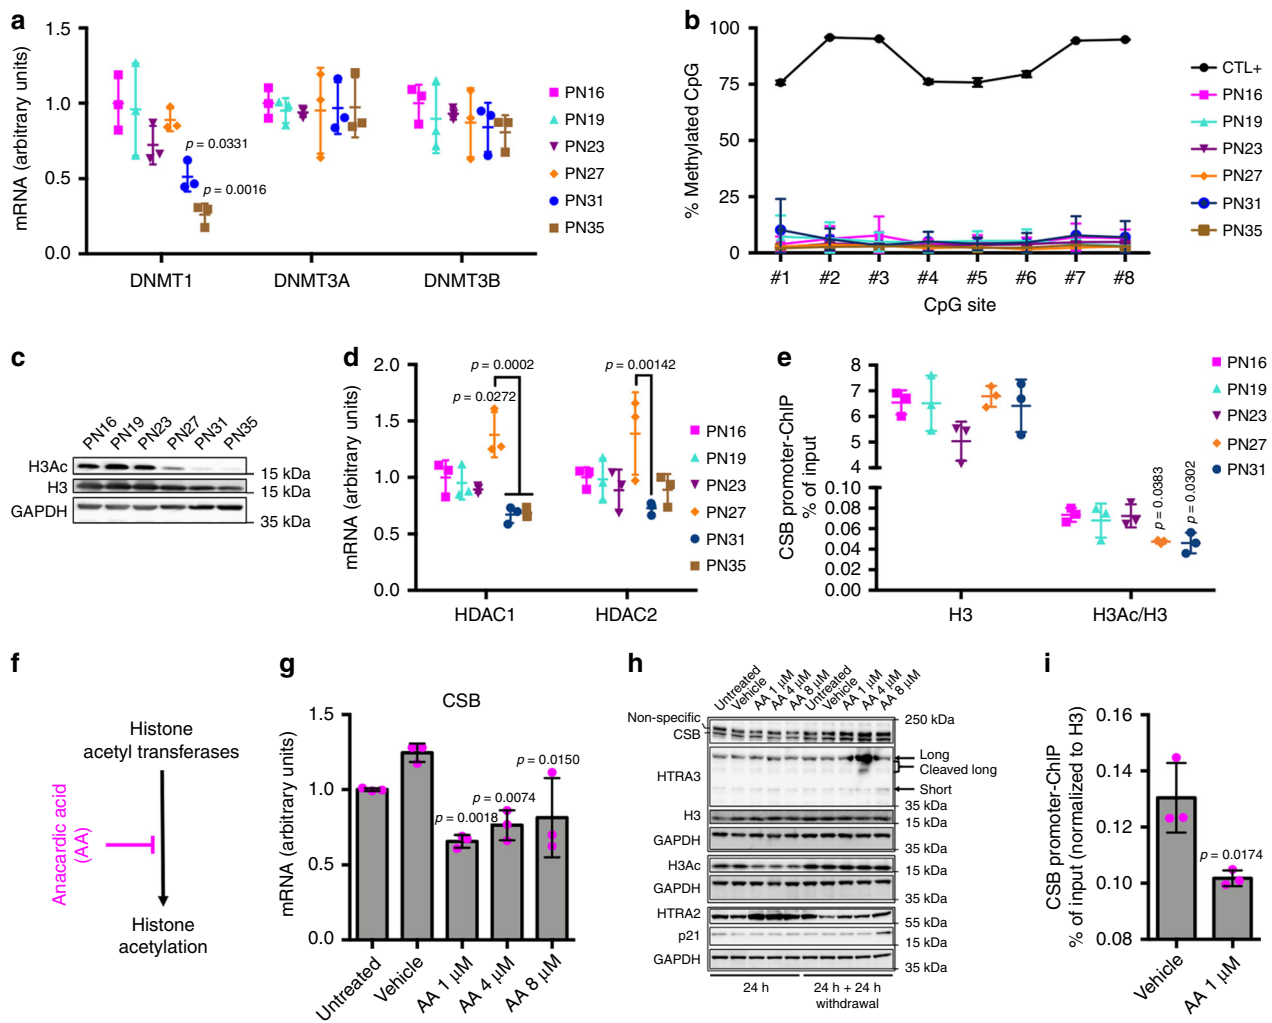 a
mRNA (arbitrary units)
1.5
1.0
0.5
0.0
p = 0.0331
p = 0.0016
DNMT1
DNMT3A
DNMT3B
PN16
PN19
PN23
PN27
PN31
PN35
b
% Methylated CpG
100
75
50
25
0
#1
#2
#3
#4
#5
#6
#7
#8
CpG site
CTL+
PN16
PN19
PN23
PN27
PN31
PN35
c
PN16
PN19
PN23
PN27
PN31
PN35
H3Ac
15 kDa
H3
15 kDa
GAPDH
35 kDa
d
mRNA (arbitrary units)
2.0
1.5
1.0
0.5
0.0
p = 0.0002
p = 0.0272
p = 0.00142
HDAC1
HDAC2
PN16
PN19
PN23
PN27
PN31
PN35
e
CSB promoter-ChIP
% of input
8
7
6
5
4
0.10
0.08
0.06
0.04
0.02
0.00
p = 0.0383
p = 0.0302
H3
H3Ac/H3
PN16
PN19
PN23
PN27
PN31
f
Histone
acetyl transferases
Anacardic acid
(AA)
Histone
acetylation
g
CSB
mRNA (arbitrary units)
1.5
1.0
0.5
0.0
p = 0.0018
p = 0.0074
p = 0.0150
Untreated
Vehicle
AA 1 µM
AA 4 µM
AA 8 µM
h
Untreated
Vehicle
AA 1 µM
AA 4 µM
AA 8 µM
Untreated
Vehicle
AA 1 µM
AA 4 µM
AA 8 µM
Non-specific
CSB
250 kDa
HTRA3
Long
Cleaved long
Short
35 kDa
H3
15 kDa
GAPDH
35 kDa
H3Ac
15 kDa
GAPDH
35 kDa
HTRA2
55 kDa
p21
15 kDa
GAPDH
35 kDa
24 h
24 h + 24 h
withdrawal
i
CSB promoter-ChIP
% of input (normalized to H3)
0.16
0.14
0.12
0.10
0.08
p = 0.0174
Vehicle
AA 1 µM